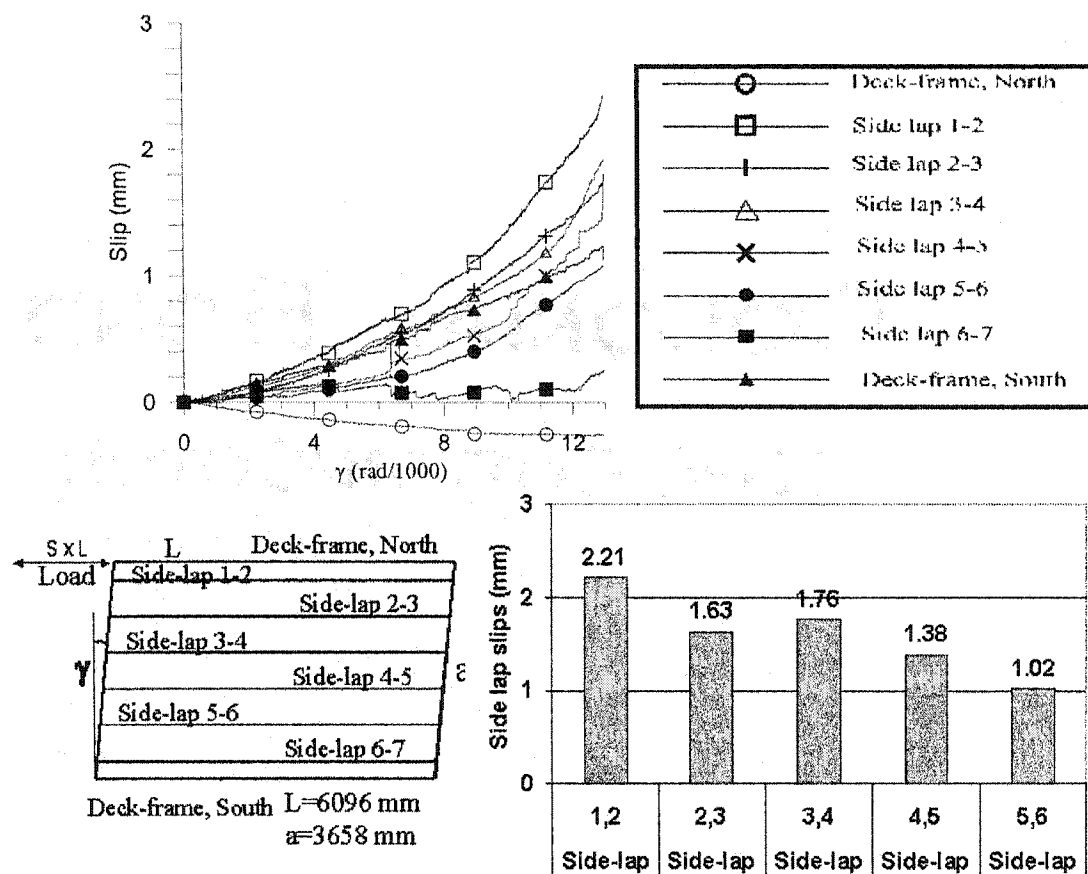 3
2
1
0
Slip (mm)
0
4
8
12
γ (rad/1000)
Deck-frame, North
Side lap 1-2
Side lap 2-3
Side lap 3-4
Side lap 4-5
Side lap 5-6
Side lap 6-7
Deck-frame, South
S x L
Load
L
Deck-frame, North
Side-lap 1-2
Side-lap 2-3
Side-lap 3-4
γ
Side-lap 4-5
a
Side-lap 5-6
Side-lap 6-7
Deck-frame, South
L=6096 mm
a=3658 mm
Side lap slips (mm)
3
2
1
0
2.21
1.63
1.76
1.38
1.02
1,2 2,3 3,4 4,5 5,6
Side-lap Side-lap Side-lap Side-lap Side-lap